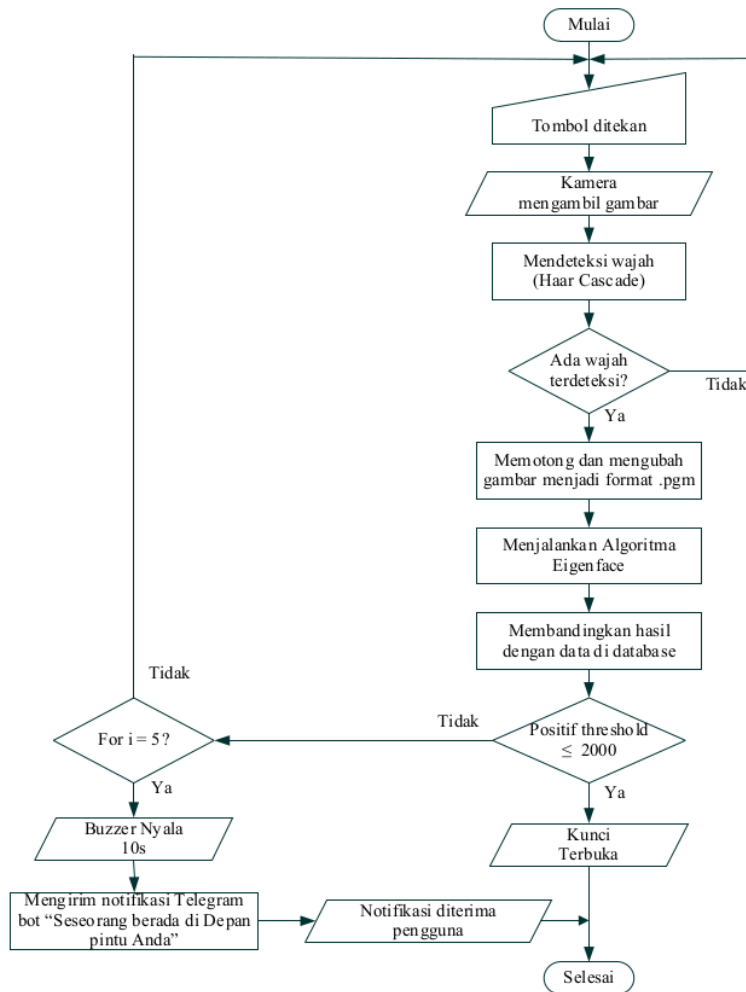 Mulai
Tombol ditekan
Kamera
mengambil gambar
Mendeteksi wajah
(Haar Cascade)
Ada wajah
terdeteksi?
Tidak
Ya
Memotong dan mengubah
gambar menjadi format .pgm
Menjalankan Algoritma
Eigenface
Membandingkan hasil
dengan data di database
Positif threshold
≤ 2000
Tidak
Ya
For i = 5?
Tidak
Ya
Buzzer Nyala
10s
Mengirim notifikasi Telegram
bot “Seseorang berada di Depan
pintu Anda”
Notifikasi diterima
pengguna
Kunci
Terbuka
Selesai